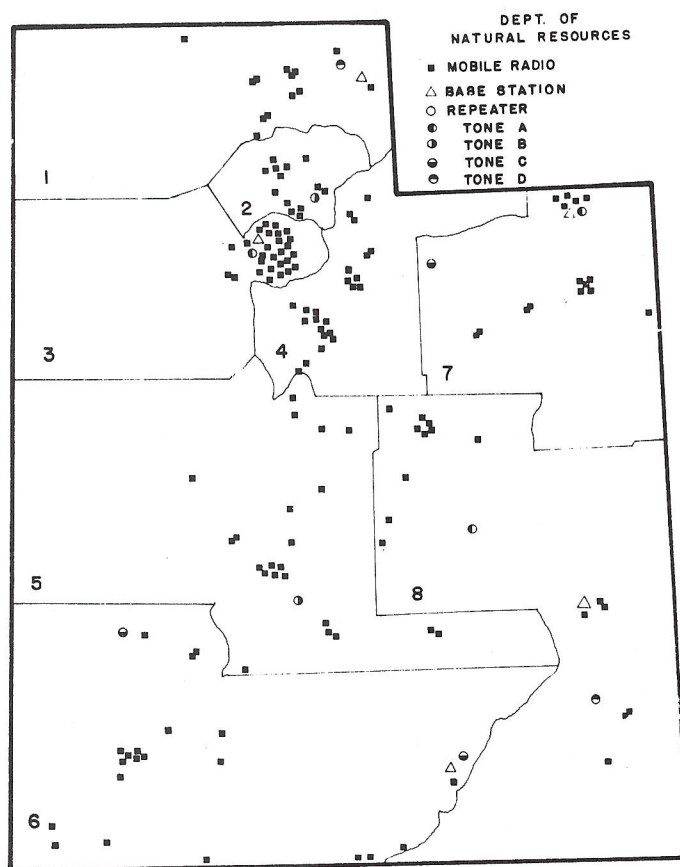 DEPT. OF
NATURAL RESOURCES
MOBILE RADIO
BASE STATION
REPEATER
TONE A
TONE B
TONE C
TONE D
1
2
3
4
7
5
8
6